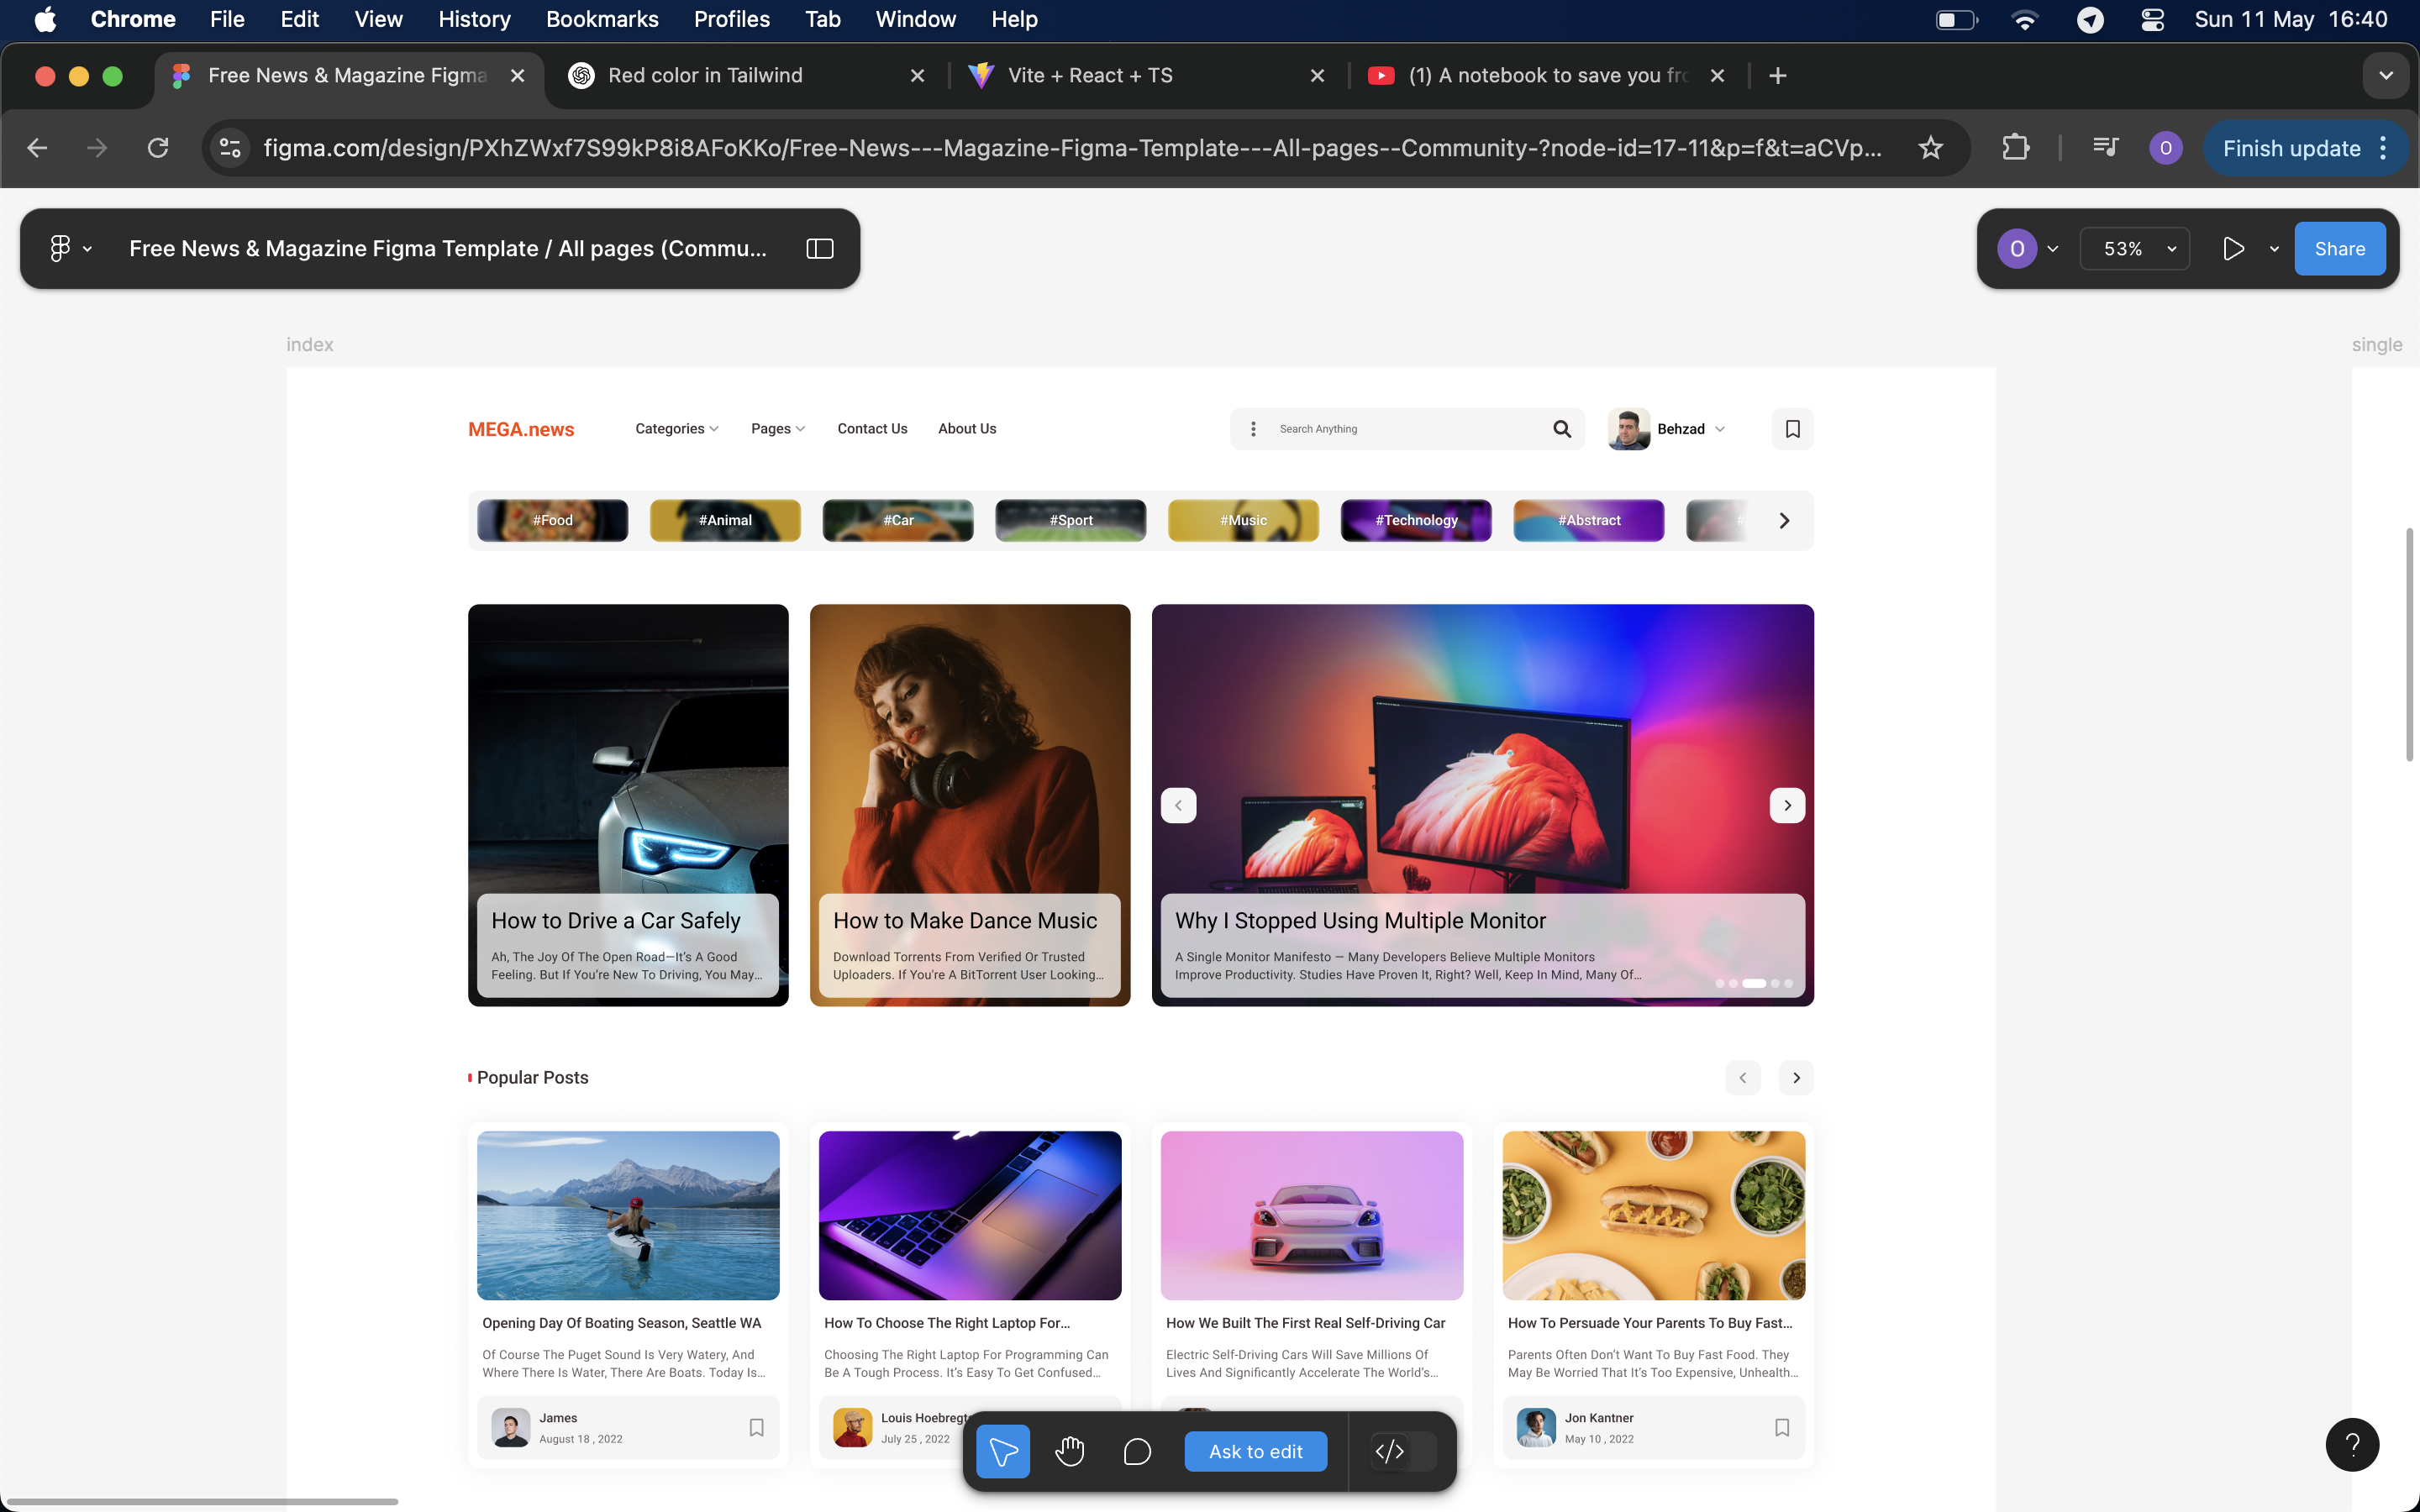 Chrome File Edit View History Bookmarks Profiles Tab Window Help
Sun 11 May 16:40
Free News & Magazine Figma
Red color in Tailwind
Vite + React + TS
(1) A notebook to save you fro
figma.com/design/PXhZWxf7S99kP8i8AFoKKo/Free-News---Magazine-Figma-Template---All-pages--Community-?node-id=17-11&p=f&t=aCVp...
O
Finish update
Free News & Magazine Figma Template / All pages (Commu...
O
53%
Share
index
single
MEGA.news
Categories
Pages
Contact Us
About Us
Search Anything
Behzad
#Food
#Animal
#Car
#Sport
#Music
#Technology
#Abstract
#
How to Drive a Car Safely
Ah, The Joy Of The Open Road—It's A Good
Feeling. But If You're New To Driving, You May...
How to Make Dance Music
Download Torrents From Verified Or Trusted
Uploaders. If You're A BitTorrent User Looking...
Why I Stopped Using Multiple Monitor
A Single Monitor Manifesto — Many Developers Believe Multiple Monitors
Improve Productivity. Studies Have Proven It, Right? Well, Keep In Mind, Many Of...
Popular Posts
Opening Day Of Boating Season, Seattle WA
Of Course The Puget Sound Is Very Watery, And
Where There Is Water, There Are Boats. Today Is...
James
August 18 , 2022
How To Choose The Right Laptop For...
Choosing The Right Laptop For Programming Can
Be A Tough Process. It's Easy To Get Confused...
Louis Hoebregts
July 25 , 2022
How We Built The First Real Self-Driving Car
Electric Self-Driving Cars Will Save Millions Of
Lives And Significantly Accelerate The World's...
How To Persuade Your Parents To Buy Fast...
Parents Often Don't Want To Buy Fast Food. They
May Be Worried That It's Too Expensive, Unhealth...
Jon Kantner
May 10 , 2022
Ask to edit
?